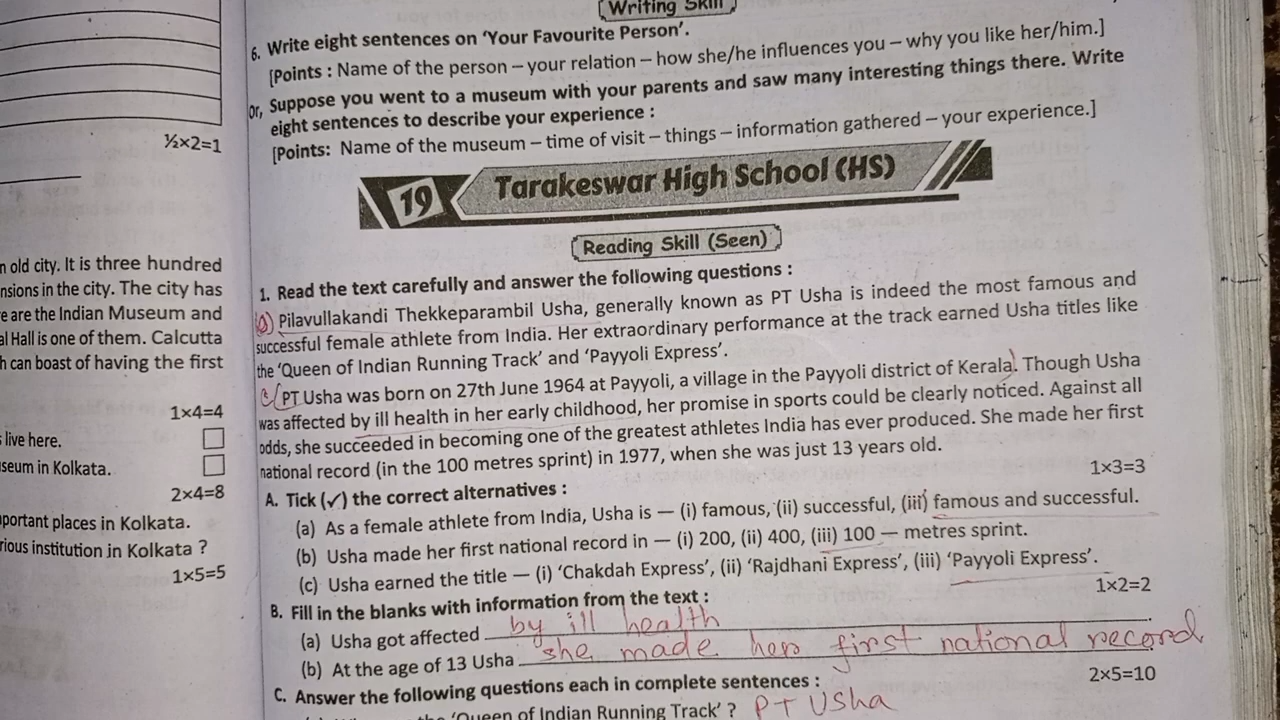 ½×2=1
n old city. It is three hundred
nsions in the city. The city has
e are the Indian Museum and
al Hall is one of them. Calcutta
h can boast of having the first
1×4=4
live here.
seum in Kolkata.
2×4=8
portant places in Kolkata.
rious institution in Kolkata ?
1×5=5
Writing Skill
6. Write eight sentences on ‘Your Favourite Person’.
[Points : Name of the person – your relation – how she/he influences you – why you like her/him.]
Or, Suppose you went to a museum with your parents and saw many interesting things there. Write
eight sentences to describe your experience :
[Points: Name of the museum – time of visit – things – information gathered – your experience.]
19 Tarakeswar High School (HS)
Reading Skill (Seen)
1. Read the text carefully and answer the following questions :
Pilavullakandi Thekkeparambil Usha, generally known as PT Usha is indeed the most famous and
successful female athlete from India. Her extraordinary performance at the track earned Usha titles like
the ‘Queen of Indian Running Track’ and ‘Payyoli Express’.
PT Usha was born on 27th June 1964 at Payyoli, a village in the Payyoli district of Kerala. Though Usha
was affected by ill health in her early childhood, her promise in sports could be clearly noticed. Against all
odds, she succeeded in becoming one of the greatest athletes India has ever produced. She made her first
national record (in the 100 metres sprint) in 1977, when she was just 13 years old.
A. Tick (✓) the correct alternatives : 1×3=3
(a) As a female athlete from India, Usha is — (i) famous, (ii) successful, (iii) famous and successful.
(b) Usha made her first national record in — (i) 200, (ii) 400, (iii) 100 — metres sprint.
(c) Usha earned the title — (i) ‘Chakdah Express’, (ii) ‘Rajdhani Express’, (iii) ‘Payyoli Express’.
B. Fill in the blanks with information from the text : 1×2=2
(a) Usha got affected by ill health.
(b) At the age of 13 Usha she made her first national record
C. Answer the following questions each in complete sentences : 2×5=10
‘Queen of Indian Running Track’ ? PT Usha